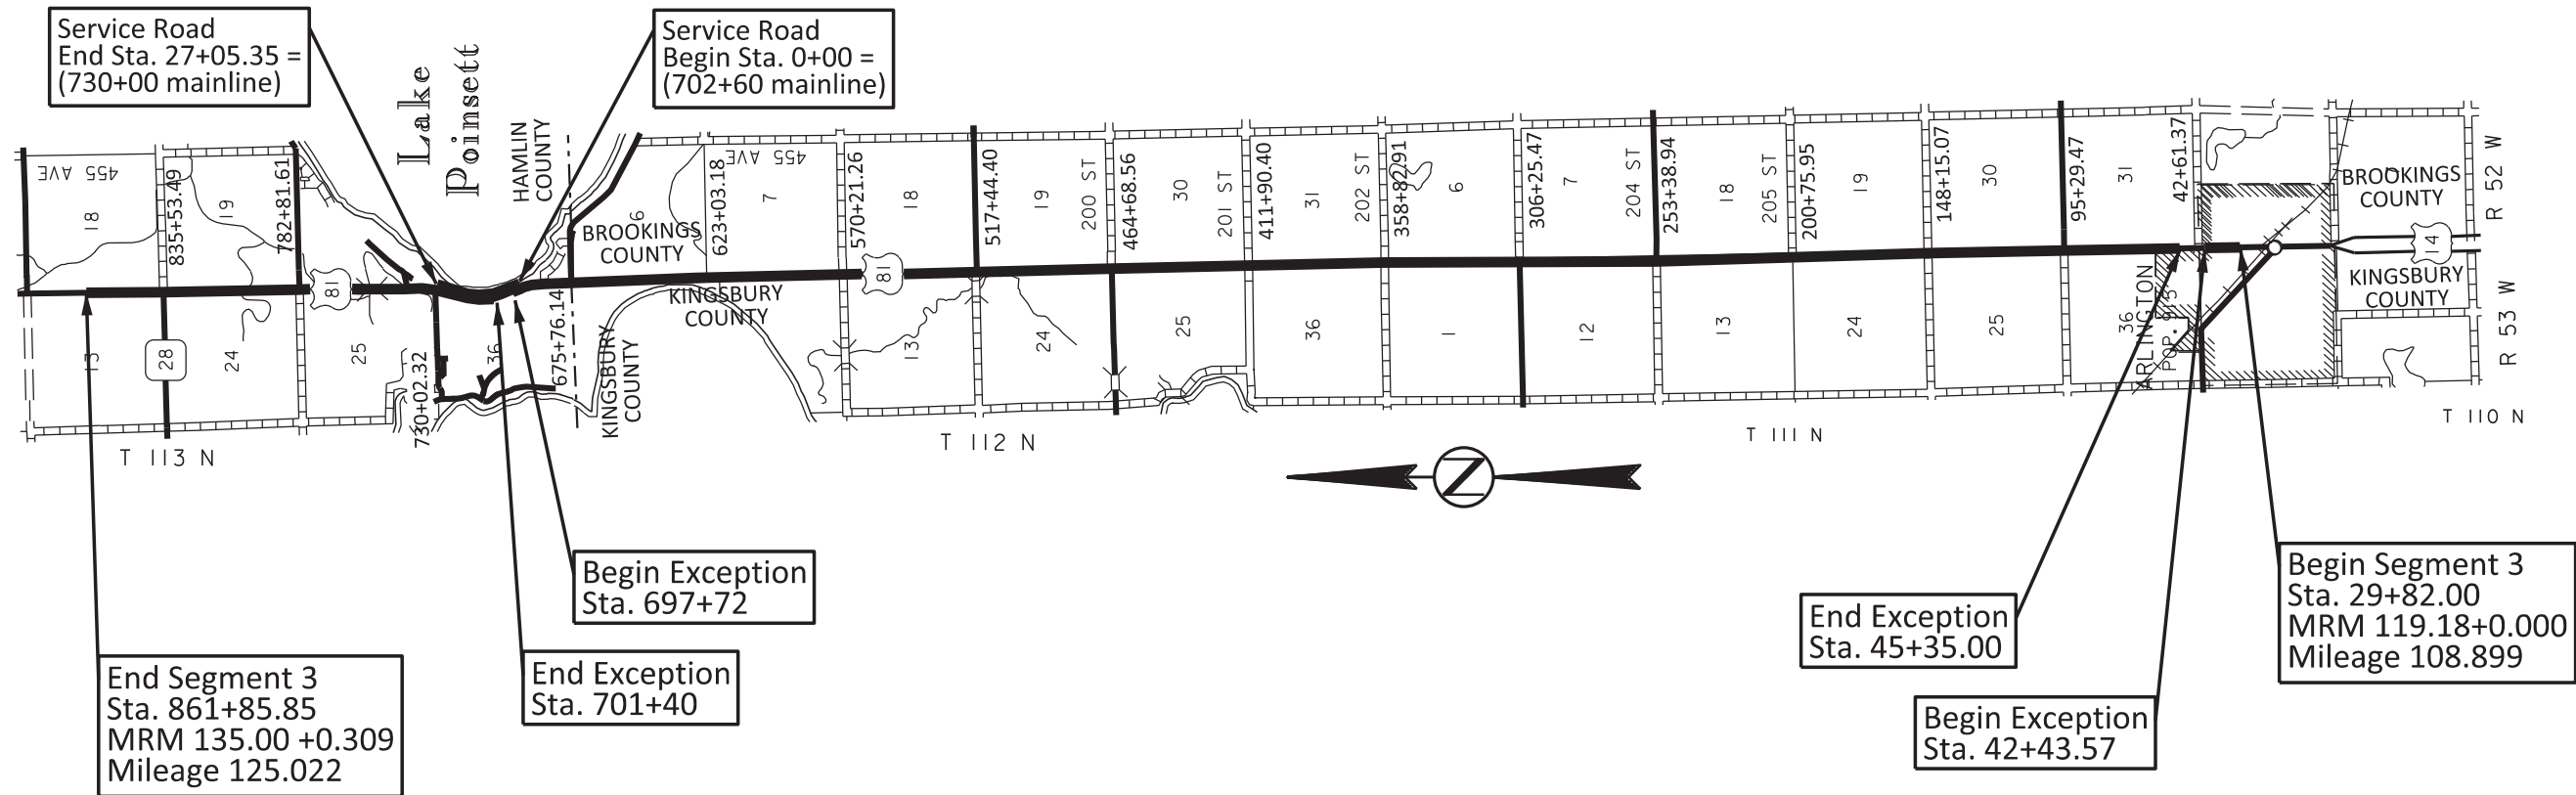 Service Road
End Sta. 27+05.35 =
(730+00 mainline)
Lake
Poinsett
Service Road
Begin Sta. 0+00 =
(702+60 mainline)
HAMLIN
COUNTY
455 AVE
18
835+53.49
19
782+81.61
6
BROOKINGS
COUNTY
623+03.18
455 AVE
7
570+21.26
18
517+44.40
19
200 ST
464+68.56
30
201 ST
411+90.40
31
202 ST
358+82.91
6
306+25.47
7
204 ST
253+38.94
18
205 ST
200+75.95
19
148+15.07
30
95+29.47
31
42+61.37
BROOKINGS
COUNTY
R 52 W
81
81
14
KINGSBURY
COUNTY
KINGSBURY
COUNTY
R 53 W
13
28
24
25
730+02.32
36
675+76.14
KINGSBURY
COUNTY
13
24
25
36
1
12
13
24
25
36
ARLINGTON
POP. 915
T 113 N
T 112 N
T 111 N
T 110 N
N
Begin Exception
Sta. 697+72
End Exception
Sta. 701+40
End Segment 3
Sta. 861+85.85
MRM 135.00 +0.309
Mileage 125.022
End Exception
Sta. 45+35.00
Begin Exception
Sta. 42+43.57
Begin Segment 3
Sta. 29+82.00
MRM 119.18+0.000
Mileage 108.899